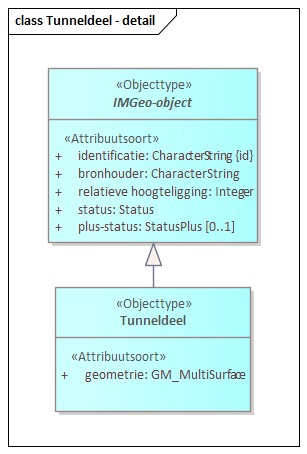 class Tunneldeel - detail
«Objecttype»
IMGeo-object
«Attribuutsoort»
+ identificatie: CharacterString {id}
+ bronhouder: CharacterString
+ relatieve hoogteligging: Integer
+ status: Status
+ plus-status: StatusPlus [0..1]
«Objecttype»
Tunneldeel
«Attribuutsoort»
+ geometrie: GM_MultiSurface